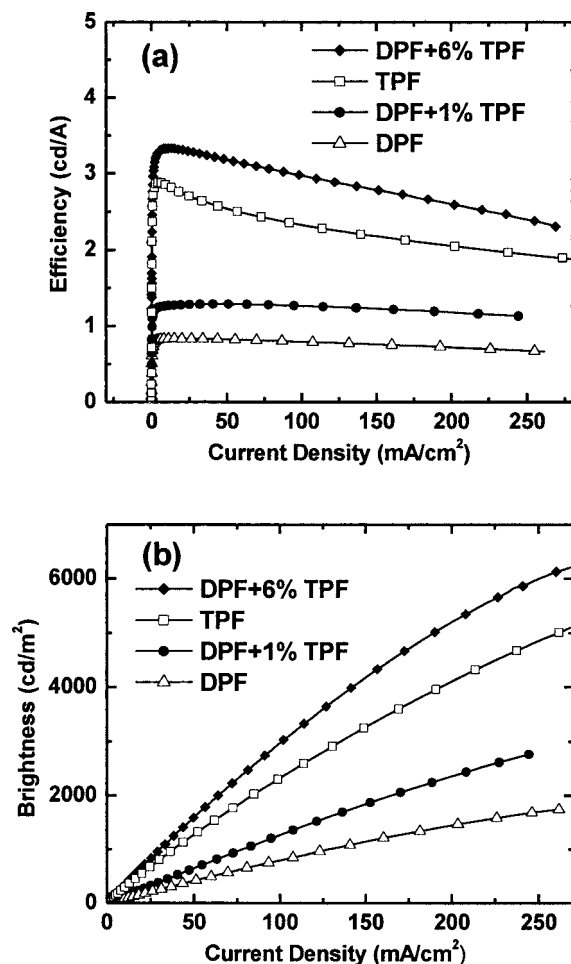 (a)
DPF+6% TPF
TPF
DPF+1% TPF
DPF
5
4
3
2
1
0
Efficiency (cd/A)
0 50 100 150 200 250
Current Density (mA/cm²)
(b)
DPF+6% TPF
TPF
DPF+1% TPF
DPF
6000
4000
2000
0
Brightness (cd/m²)
0 50 100 150 200 250
Current Density (mA/cm²)